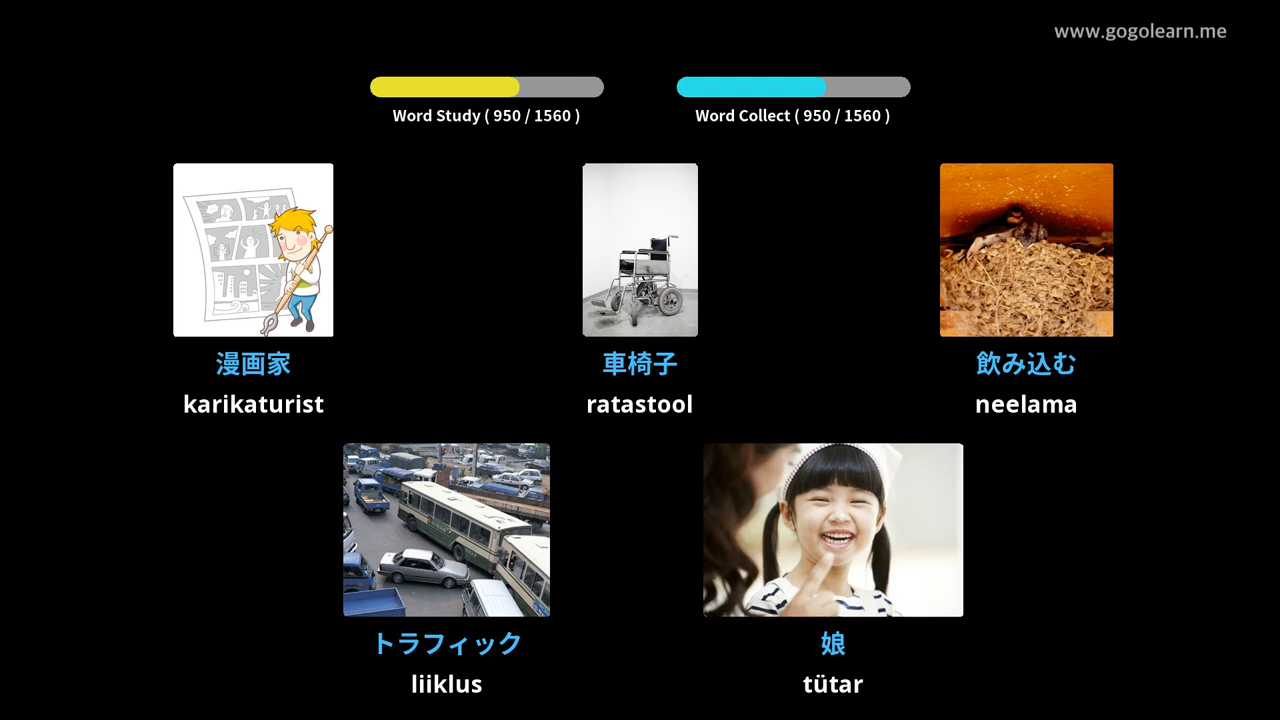 www.gogolearn.me
Word Study ( 950 / 1560 )
Word Collect ( 950 / 1560 )
漫画家
車椅子
飲み込む
karikaturist
ratastool
neelama
トラフィック
娘
liiklus
tütar